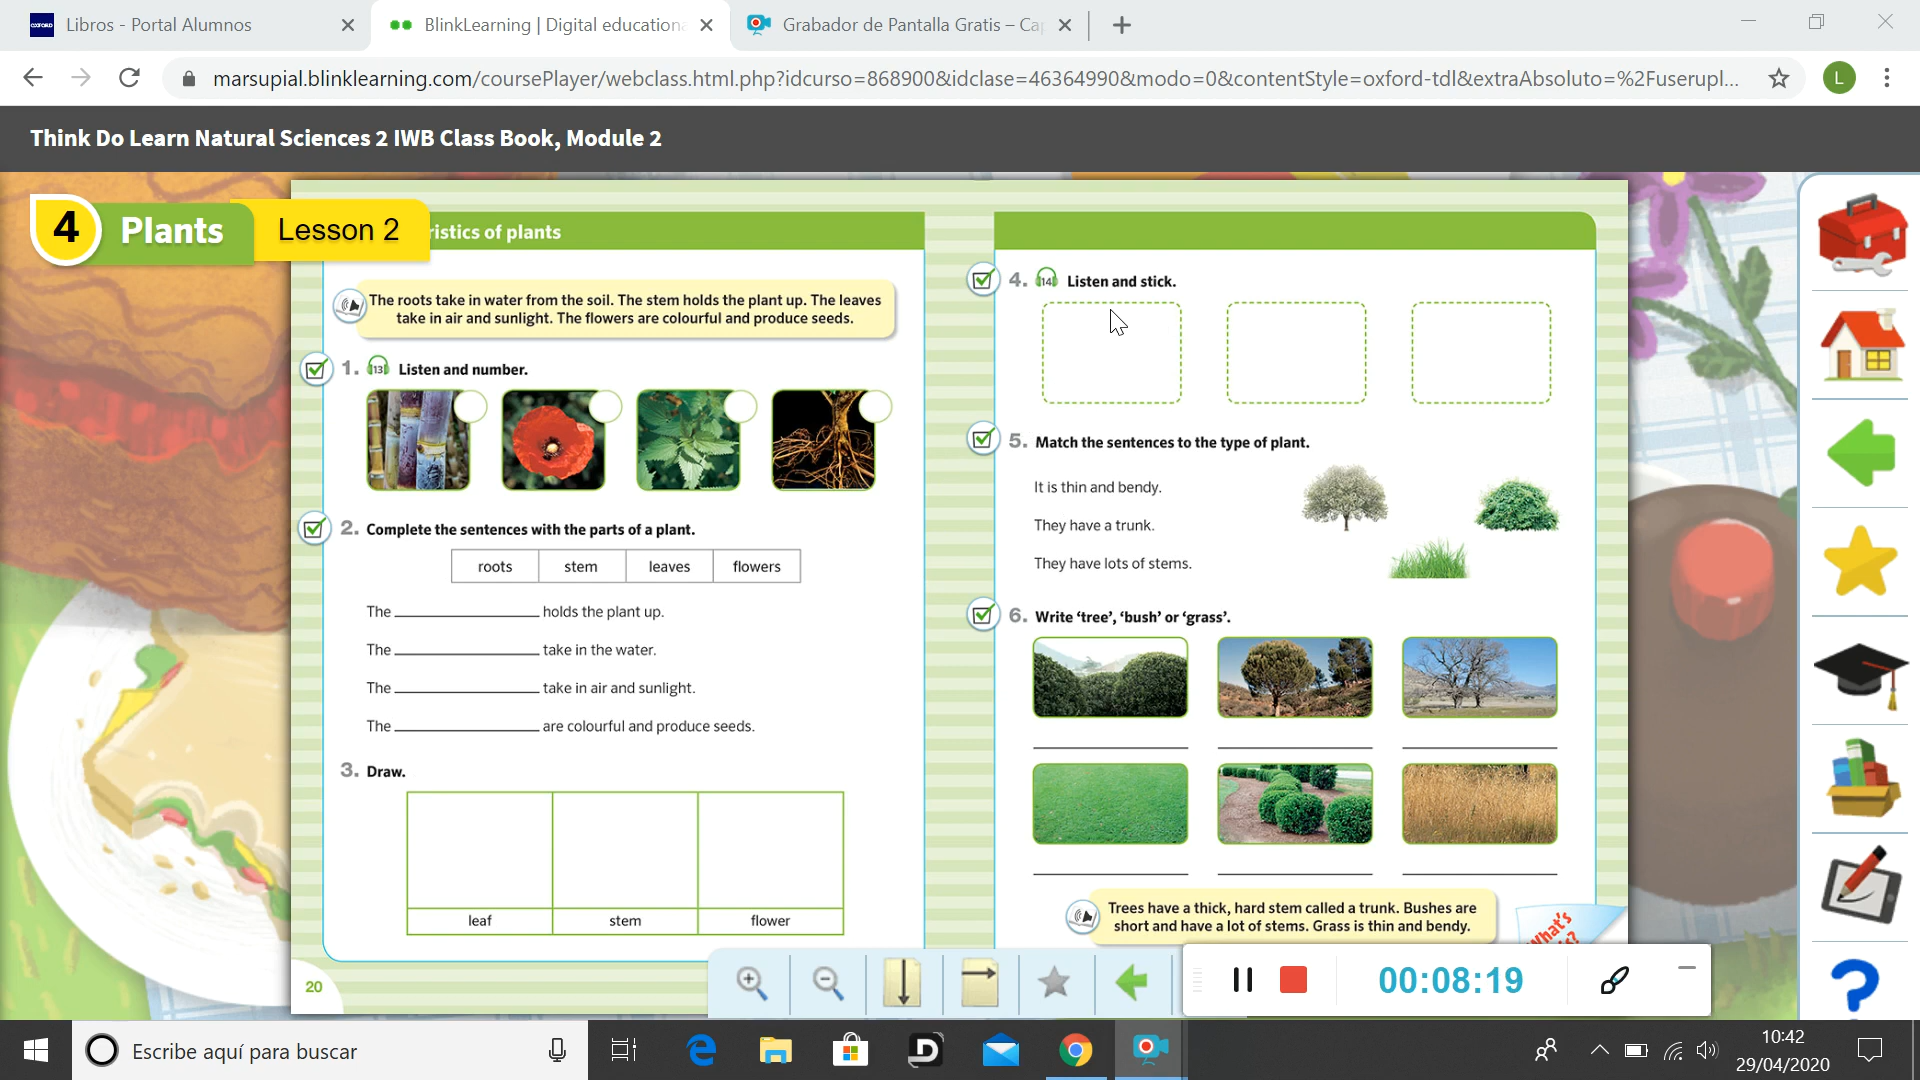 Libros - Portal Alumnos
BlinkLearning | Digital educationa
Grabador de Pantalla Gratis – Ca
marsupial.blinklearning.com/coursePlayer/webclass.html.php?idcurso=868900&idclase=46364990&modo=0&contentStyle=oxford-tdl&extraAbsoluto=%2Fuserupl...
L
Think Do Learn Natural Sciences 2 IWB Class Book, Module 2
4 Plants Lesson 2
ristics of plants
The roots take in water from the soil. The stem holds the plant up. The leaves
take in air and sunlight. The flowers are colourful and produce seeds.
1. 13 Listen and number.
2. Complete the sentences with the parts of a plant.
roots stem leaves flowers
The ________ holds the plant up.
The ________ take in the water.
The ________ take in air and sunlight.
The ________ are colourful and produce seeds.
3. Draw.
leaf stem flower
20
4. 14 Listen and stick.
5. Match the sentences to the type of plant.
It is thin and bendy.
They have a trunk.
They have lots of stems.
6. Write ‘tree’, ‘bush’ or ‘grass’.
Trees have a thick, hard stem called a trunk. Bushes are
short and have a lot of stems. Grass is thin and bendy.
What's
00:08:19
Escribe aquí para buscar
10:42
29/04/2020